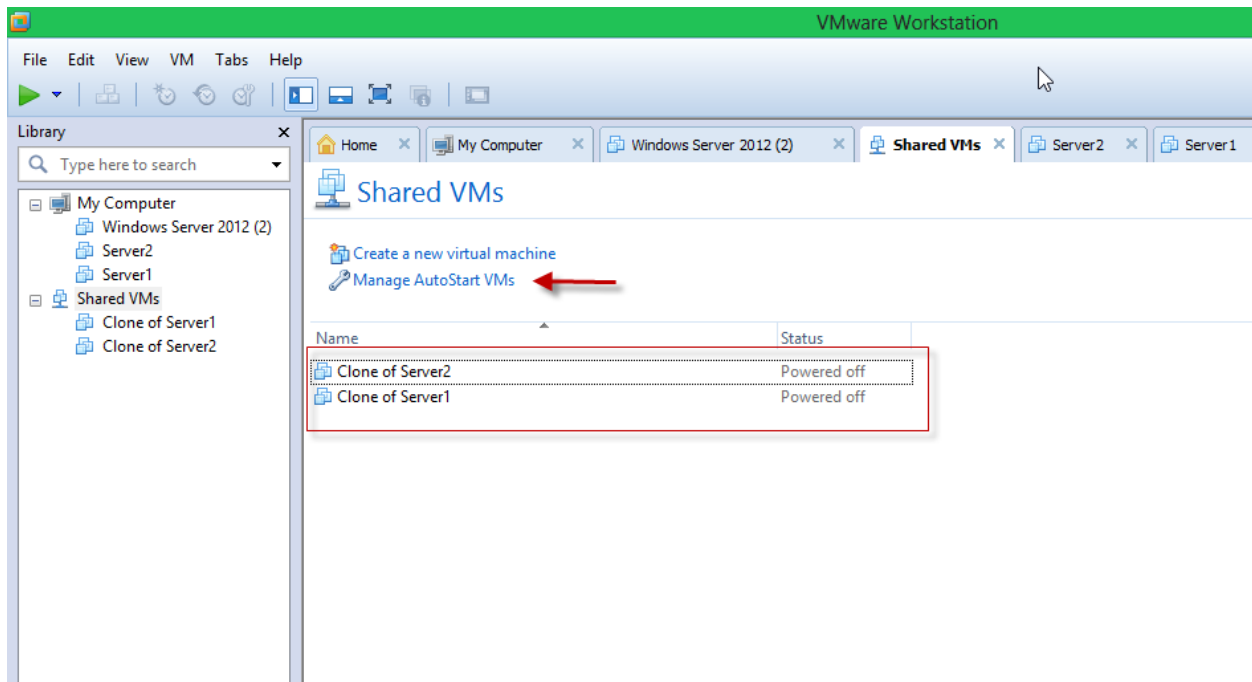 VMware Workstation
File Edit View VM Tabs Help
Library
Type here to search
My Computer
Windows Server 2012 (2)
Server2
Server1
Shared VMs
Clone of Server1
Clone of Server2
Home My Computer Windows Server 2012 (2) Shared VMs Server2 Server1
Shared VMs
Create a new virtual machine
Manage AutoStart VMs
Name Status
Clone of Server2 Powered off
Clone of Server1 Powered off